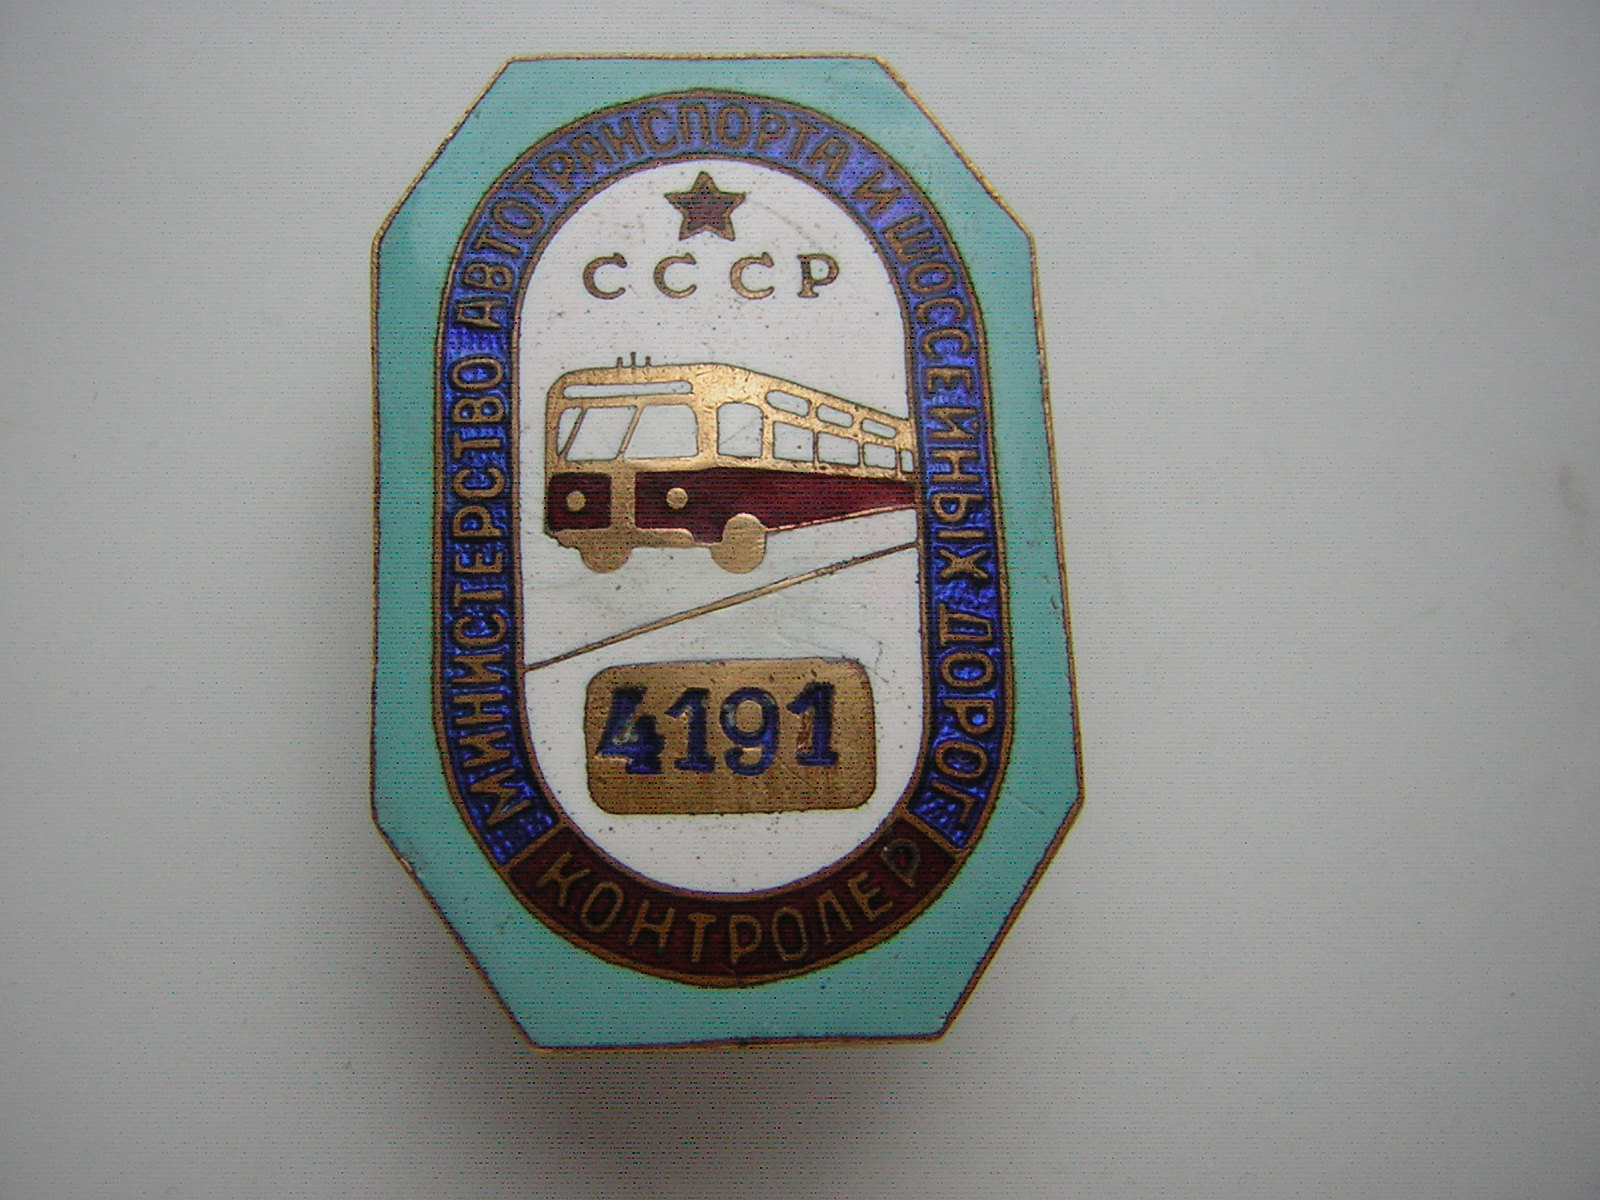 МИНИСТЕРСТВО АВТОТРАНСПОРТА И ШОССЕЙНЫХ ДОРОГ
СССР
4191
КОНТРОЛЕР